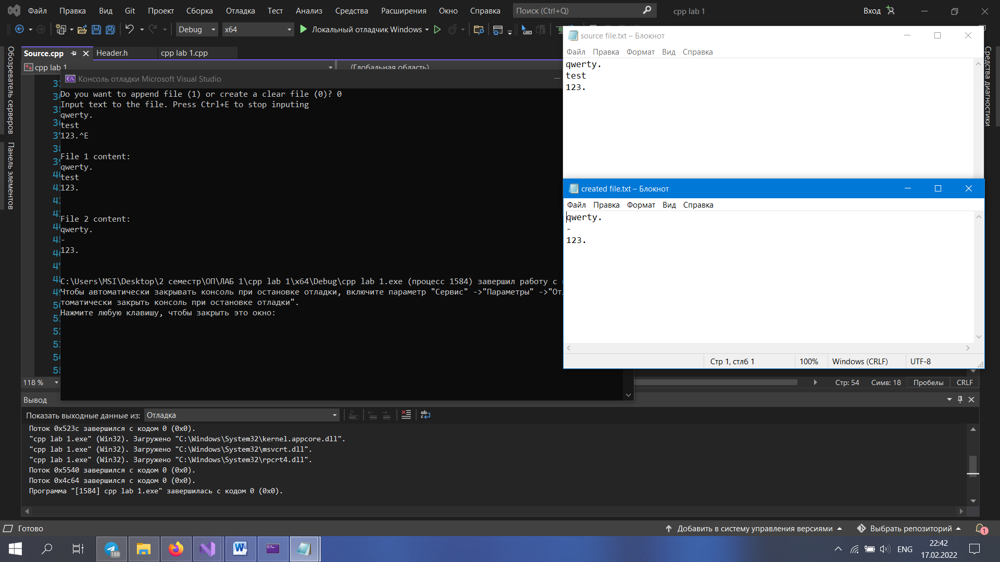 Файл Правка Вид Git Проект Сборка Отладка Тест Анализ Средства Расширения Окно Справка Поиск (Ctrl+Q) cpp lab 1 Вход
Debug x64 Локальный отладчик Windows
Обозреватель серверов
Панель элементов
Средства диагностики
Source.cpp Header.h cpp lab 1.cpp
cpp lab 1 (Глобальная область)
38
Консоль отладки Microsoft Visual Studio
Do you want to append file (1) or create a clear file (0)? 0
Input text to the file. Press Ctrl+E to stop inputing
qwerty.
test
123.^E
File 1 content:
qwerty.
test
123.
File 2 content:
qwerty.
-
123.
C:\Users\MSI\Desktop\2 семестр\ОП\ЛАБ 1\cpp lab 1\x64\Debug\cpp lab 1.exe (процесс 1584) завершил работу с
Чтобы автоматически закрывать консоль при остановке отладки, включите параметр "Сервис" ->"Параметры" ->"От
томатически закрыть консоль при остановке отладки".
Нажмите любую клавишу, чтобы закрыть это окно:
source file.txt – Блокнот
Файл Правка Формат Вид Справка
qwerty.
test
123.
created file.txt – Блокнот
Файл Правка Формат Вид Справка
qwerty.
-
123.
Стр 1, стлб 1 100% Windows (CRLF) UTF-8
118 % Стр: 54 Симв: 18 Пробелы CRLF
Вывод
Показать выходные данные из: Отладка
Поток 0x523c завершился с кодом 0 (0x0).
"cpp lab 1.exe" (Win32). Загружено "C:\Windows\System32\kernel.appcore.dll".
"cpp lab 1.exe" (Win32). Загружено "C:\Windows\System32\msvcrt.dll".
"cpp lab 1.exe" (Win32). Загружено "C:\Windows\System32\rpcrt4.dll".
Поток 0x5540 завершился с кодом 0 (0x0).
Поток 0x4c64 завершился с кодом 0 (0x0).
Программа "[1584] cpp lab 1.exe" завершилась с кодом 0 (0x0).
Готово Добавить в систему управления версиями Выбрать репозиторий 1
188 ENG 22:42
17.02.2022